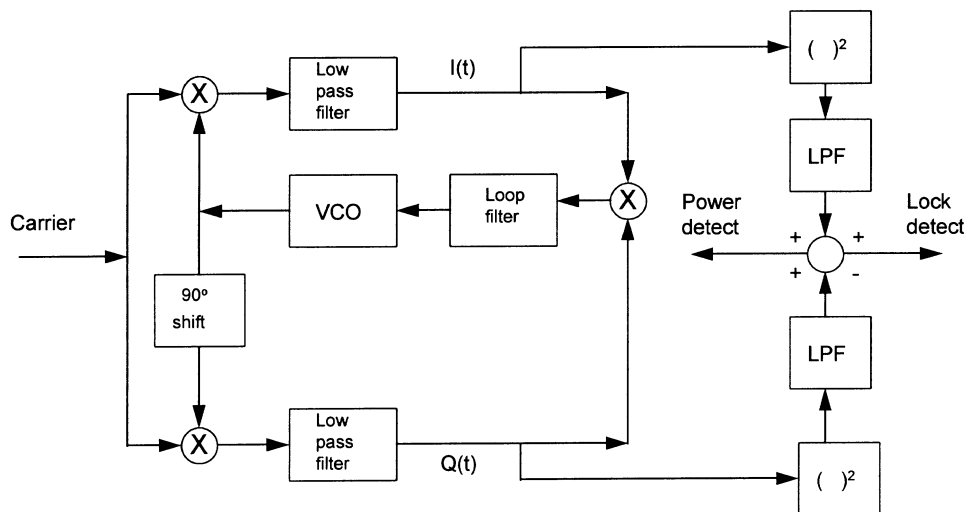 Carrier
X
Low
pass
filter
I(t)
( )²
LPF
VCO
Loop
filter
X
Power
detect
Lock
detect
+ +
+ -
90º
shift
LPF
X
Low
pass
filter
Q(t)
( )²